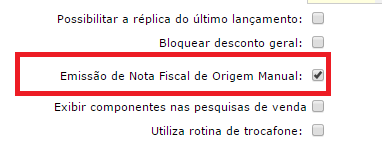 Possibilitar a réplica do último lançamento:
Bloquear desconto geral:
Emissão de Nota Fiscal de Origem Manual:
Exibir componentes nas pesquisas de venda
Utiliza rotina de trocafone: